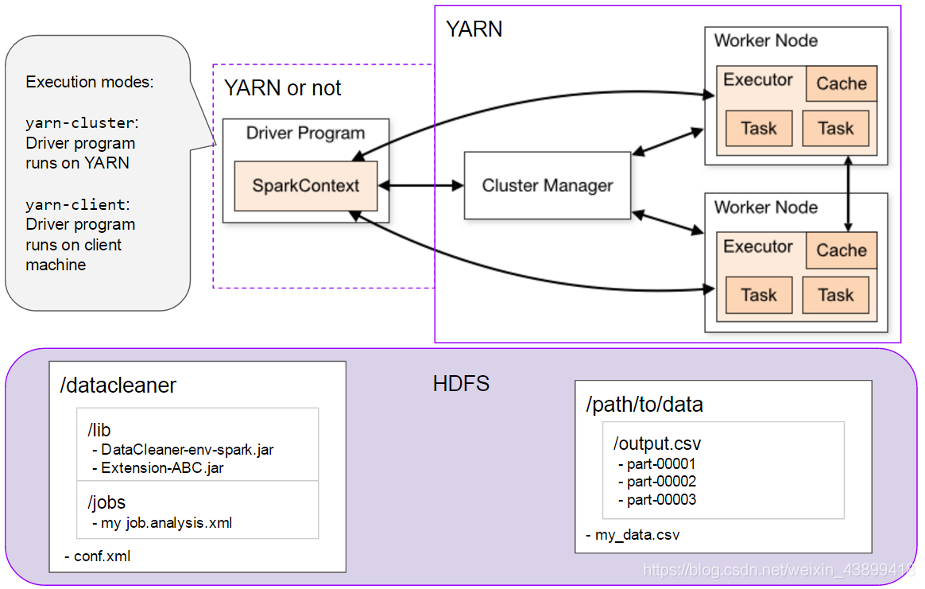 Execution modes:
yarn-cluster:
Driver program
runs on YARN
yarn-client:
Driver program
runs on client
machine
YARN or not
Driver Program
SparkContext
YARN
Cluster Manager
Worker Node
Executor
Cache
Task
Task
Worker Node
Executor
Cache
Task
Task
HDFS
/datacleaner
/lib
- DataCleaner-env-spark.jar
- Extension-ABC.jar
/jobs
- my job.analysis.xml
- conf.xml
/path/to/data
/output.csv
- part-00001
- part-00002
- part-00003
- my_data.csv
https://blog.csdn.net/weixin_43899413